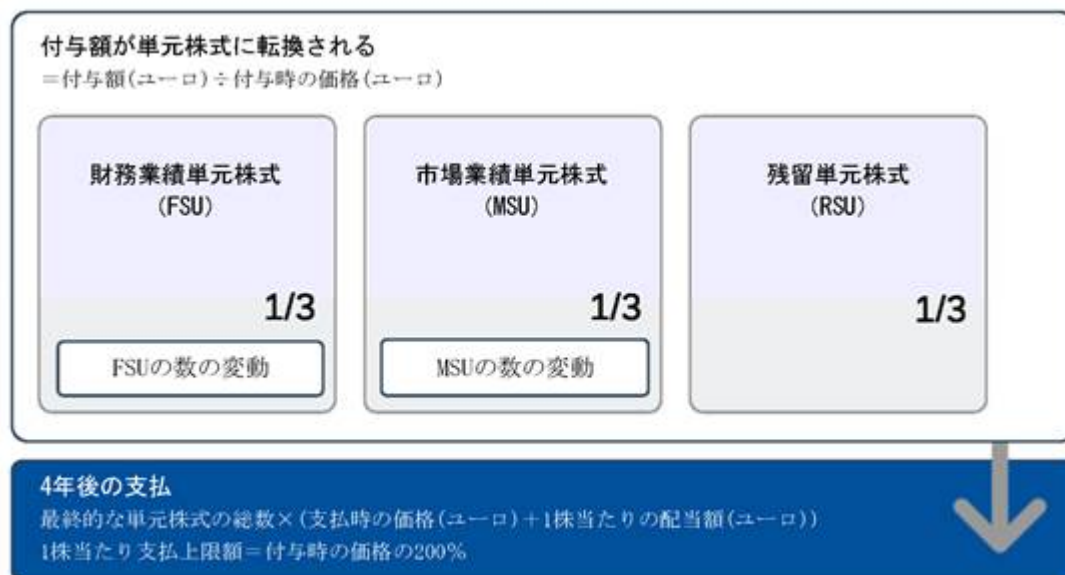 付与額が単元株式に転換される
＝付与額(ユーロ)÷付与時の価格(ユーロ)
財務業績単元株式
(FSU)
1/3
FSUの数の変動
市場業績単元株式
(MSU)
1/3
MSUの数の変動
残留単元株式
(RSU)
1/3
4年後の支払
最終的な単元株式の総数×(支払時の価格(ユーロ)＋1株当たりの配当額(ユーロ))
1株当たり支払上限額＝付与時の価格の200％